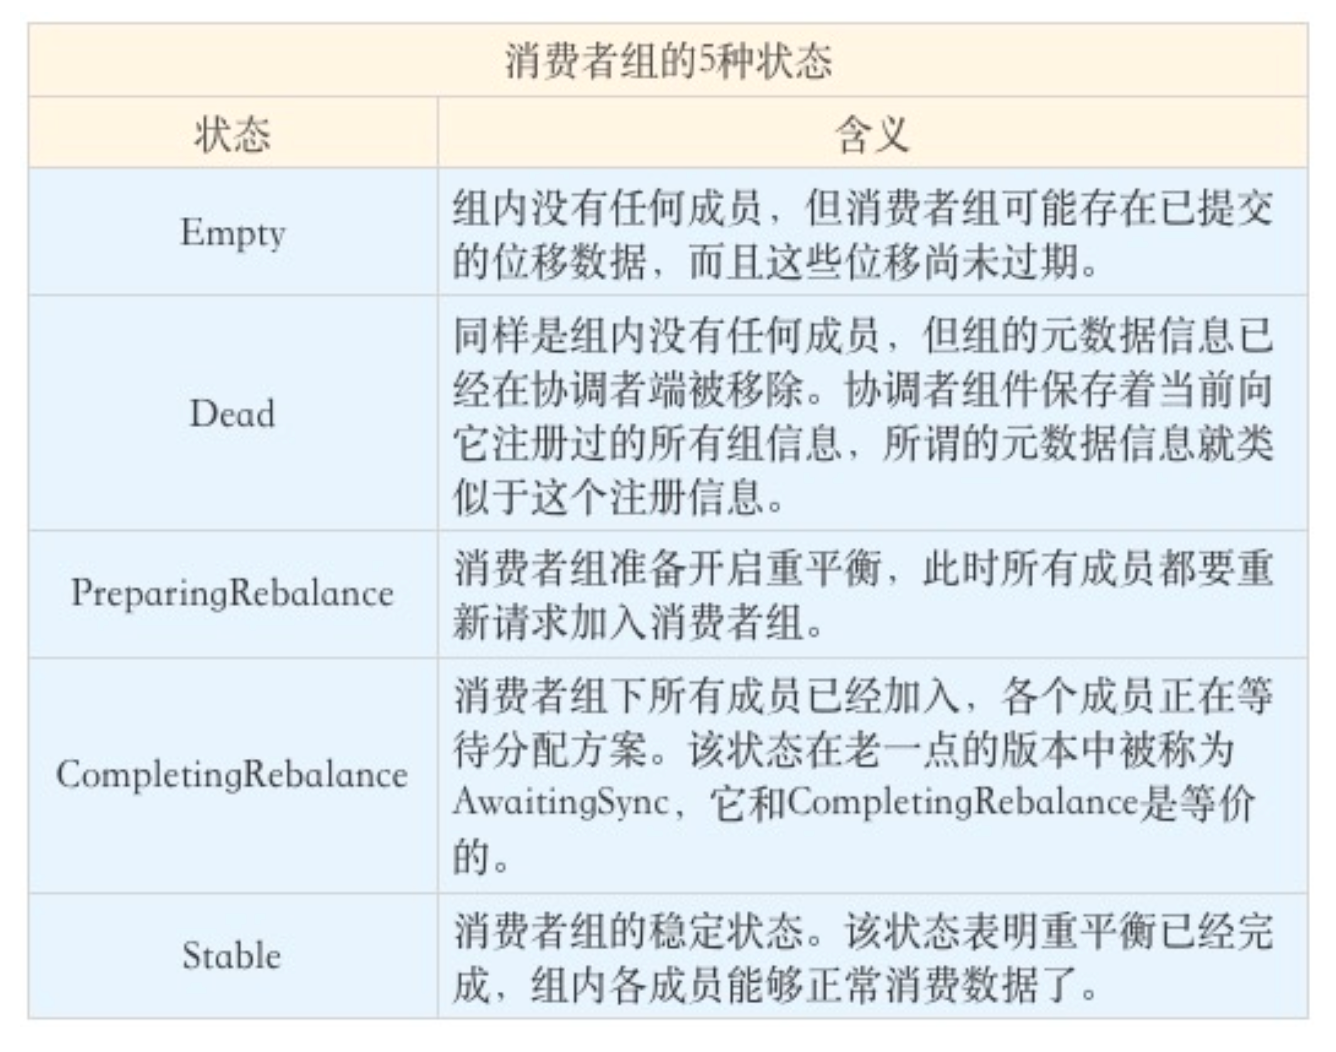 消费者组的5种状态
状态
含义
Empty
组内没有任何成员，但消费者组可能存在已提交
的位移数据，而且这些位移尚未过期。
Dead
同样是组内没有任何成员，但组的元数据信息已
经在协调者端被移除。协调者组件保存着当前向
它注册过的所有组信息，所谓的元数据信息就类
似于这个注册信息。
PreparingRebalance
消费者组准备开启重平衡，此时所有成员都要重
新请求加入消费者组。
CompletingRebalance
消费者组下所有成员已经加入，各个成员正在等
待分配方案。该状态在老一点的版本中被称为
AwaitingSync，它和CompletingRebalance是等价
的。
Stable
消费者组的稳定状态。该状态表明重平衡已经完
成，组内各成员能够正常消费数据了。